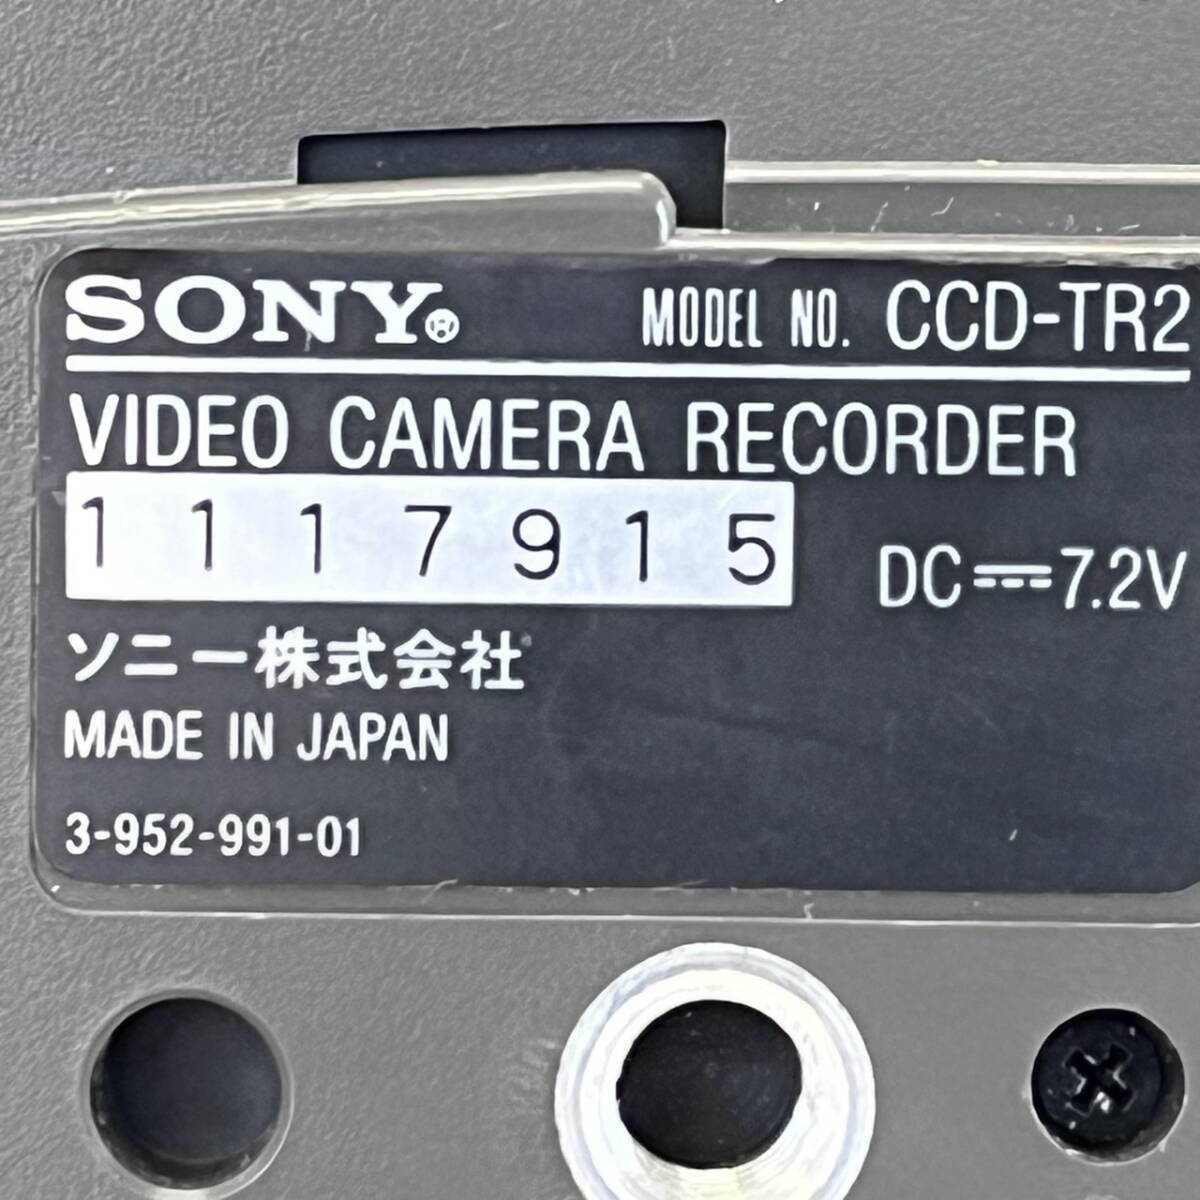 SONY® MODEL NO. CCD-TR2
VIDEO CAMERA RECORDER
1117915
DC⎓7.2V
ソニー株式会社
MADE IN JAPAN
3-952-991-01